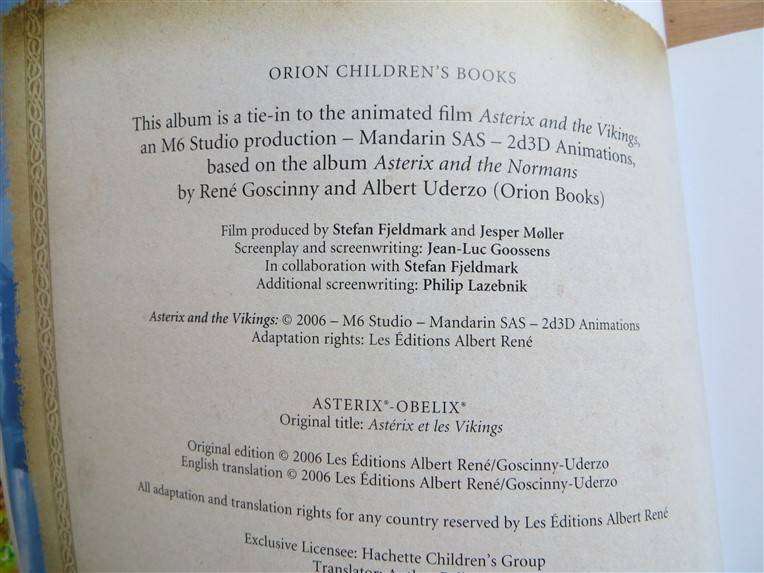 ORION CHILDREN'S BOOKS
This album is a tie-in to the animated film Asterix and the Vikings,
an M6 Studio production – Mandarin SAS – 2d3D Animations,
based on the album Asterix and the Normans
by René Goscinny and Albert Uderzo (Orion Books)
Film produced by Stefan Fjeldmark and Jesper Møller
Screenplay and screenwriting: Jean-Luc Goossens
In collaboration with Stefan Fjeldmark
Additional screenwriting: Philip Lazebnik
Asterix and the Vikings: © 2006 – M6 Studio – Mandarin SAS – 2d3D Animations
Adaptation rights: Les Éditions Albert René
ASTERIX®-OBELIX®
Original title: Astérix et les Vikings
Original edition © 2006 Les Éditions Albert René/Goscinny-Uderzo
English translation © 2006 Les Éditions Albert René/Goscinny-Uderzo
All adaptation and translation rights for any country reserved by Les Éditions Albert René
Exclusive Licensee: Hachette Children's Group
Translator: